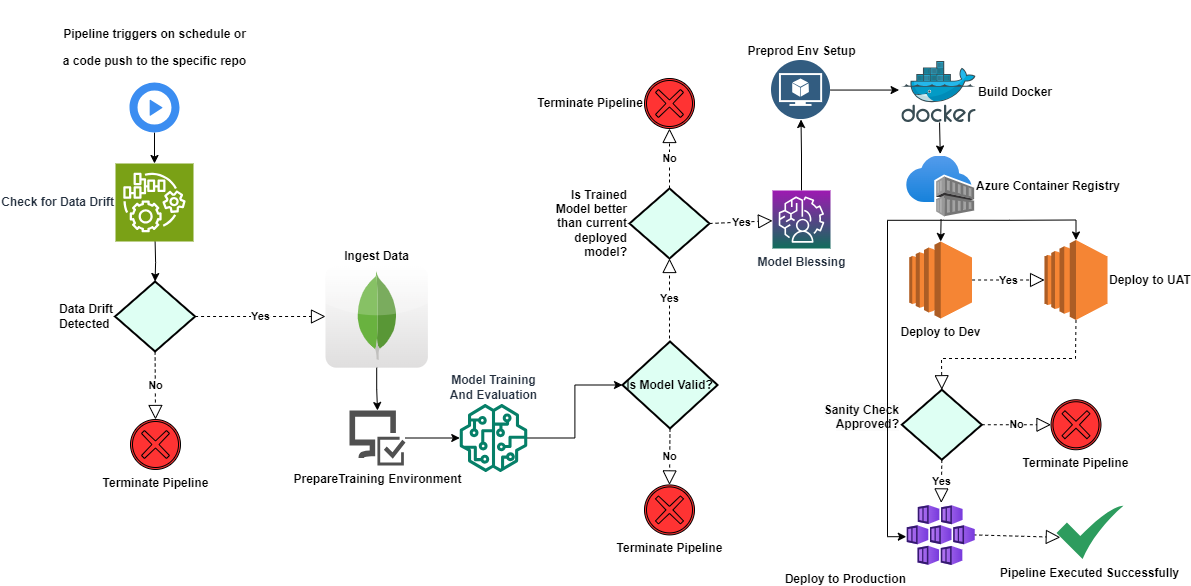 Pipeline triggers on schedule or
a code push to the specific repo
Check for Data Drift
Data Drift
Detected
Yes
No
Terminate Pipeline
Ingest Data
PrepareTraining Environment
Model Training
And Evaluation
Is Model Valid?
No
Terminate Pipeline
Yes
Is Trained
Model better
than current
deployed
model?
No
Terminate Pipeline
Yes
Model Blessing
Preprod Env Setup
docker
Build Docker
Azure Container Registry
Deploy to Dev
Yes
Deploy to UAT
Sanity Check
Approved?
No
Terminate Pipeline
Yes
Deploy to Production
Pipeline Executed Successfully